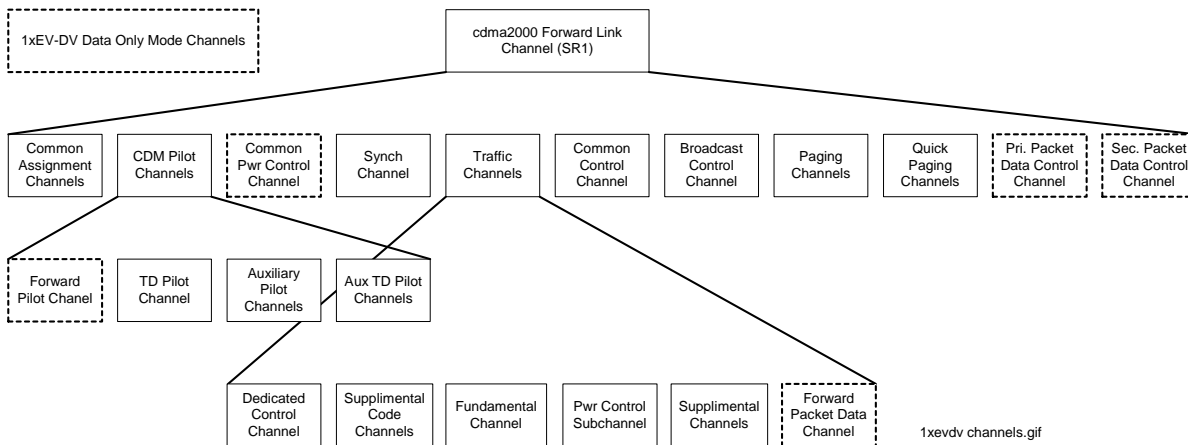 1xEV-DV Data Only Mode Channels
cdma2000 Forward Link
Channel (SR1)
Common
Assignment
Channels
CDM Pilot
Channels
Common
Pwr Control
Channel
Synch
Channel
Traffic
Channels
Common
Control
Channel
Broadcast
Control
Channel
Paging
Channels
Quick
Paging
Channels
Pri. Packet
Data Control
Channel
Sec. Packet
Data Control
Channel
Forward
Pilot Chanel
TD Pilot
Channel
Auxiliary
Pilot
Channels
Aux TD Pilot
Channels
Dedicated
Control
Channel
Supplimental
Code
Channels
Fundamental
Channel
Pwr Control
Subchannel
Supplimental
Channels
Forward
Packet Data
Channel
1xevdv channels.gif